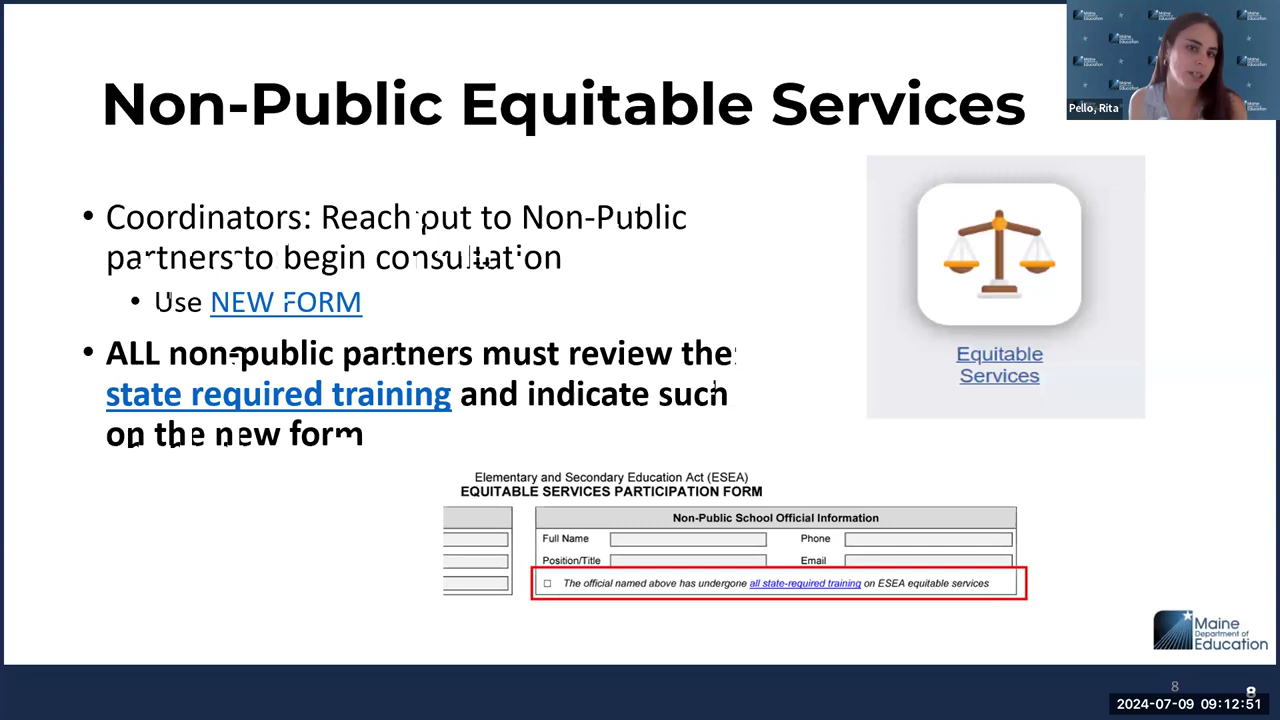 Non-Public Equitable Services
Pello, Rita
• Coordinators: Reach out to Non-Public
partners to begin consultation
• Use NEW FORM
• ALL non-public partners must review the
state required training and indicate such
on the new form
Equitable
Services
Elementary and Secondary Education Act (ESEA)
EQUITABLE SERVICES PARTICIPATION FORM
Non-Public School Official Information
Full Name Phone
Position/Title Email
☐ The official named above has undergone all state-required training on ESEA equitable services
Maine
Department of
Education
8
8
2024-07-09 09:12:51